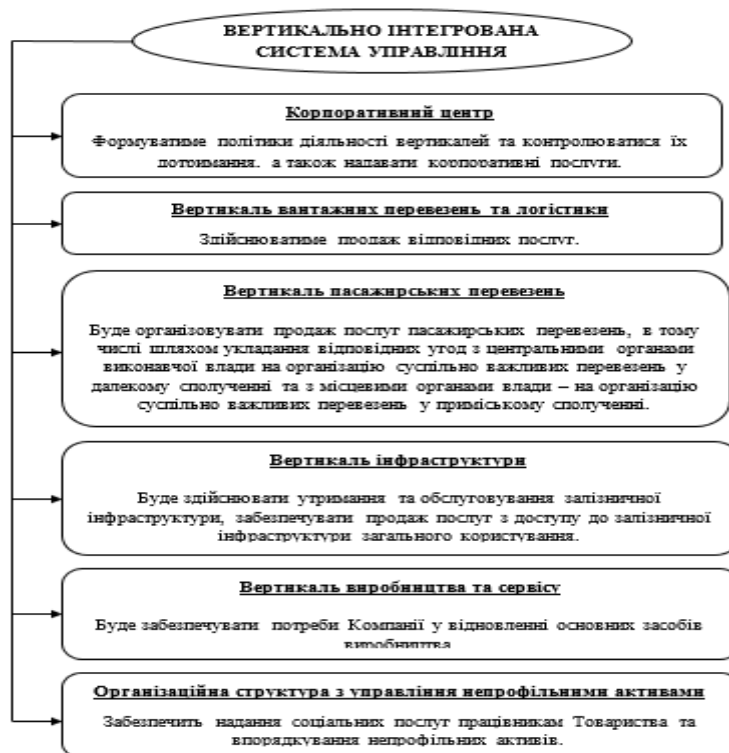 ВЕРТИКАЛЬНО ІНТЕГРОВАНА
СИСТЕМА УПРАВЛІННЯ
Корпоративний центр
Формуватиме політики діяльності вертикалей та контролюватися їх
дотримання, а також надавати корпоративні послуги.
Вертикаль вантажних перевезень та логістики
Здійснюватиме продаж відповідних послуг.
Вертикаль пасажирських перевезень
Буде організовувати продаж послуг пасажирських перевезень, в тому
числі шляхом укладання відповідних угод з центральними органами
виконавчої влади на організацію суспільно важливих перевезень у
далекому сполученні та з місцевими органами влади – на організацію
суспільно важливих перевезень у приміському сполученні.
Вертикаль інфраструктури
Буде здійснювати утримання та обслуговування залізничної
інфраструктури, забезпечувати продаж послуг з доступу до залізничної
інфраструктури загального користування.
Вертикаль виробництва та сервісу
Буде забезпечувати потреби Компанії у відновленні основних засобів
виробництва
Організаційна структура з управління непрофільними активами
Забезпечить надання соціальних послуг працівникам Товариства та
впорядкування непрофільних активів.